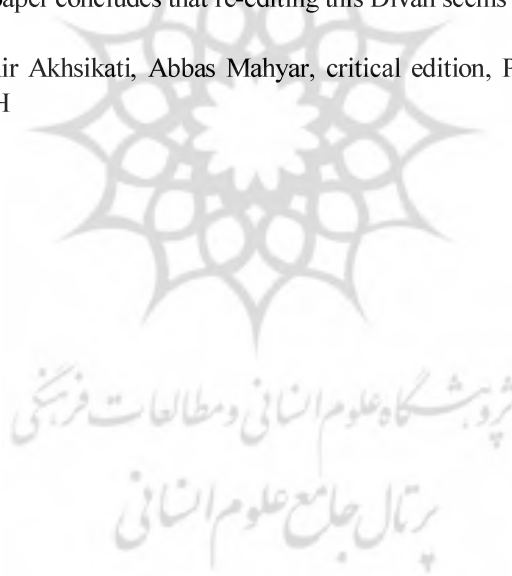 paper concludes that re-editing this Divan seems
ir Akhsikati, Abbas Mahyar, critical edition, P
H
پژوهشگاه علوم انسانی و مطالعات فرهنگی
پرتال جامع علوم انسانی